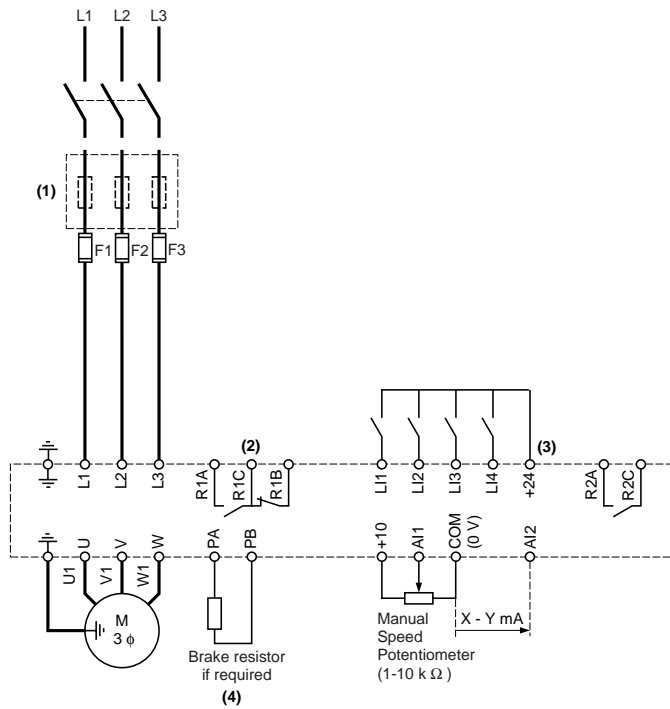 L1 L2 L3
(1)
F1 F2 F3
(2) (3)
L1 L2 L3 R1A R1C R1B LI1 LI2 LI3 LI4 +24 R2A R2C
U V W PA PB +10 AI1 COM (0 V) AI2
U1 V1 W1
M
3 ϕ
Brake resistor
if required
(4)
Manual
Speed
Potentiometer
(1-10 k Ω )
X - Y mA